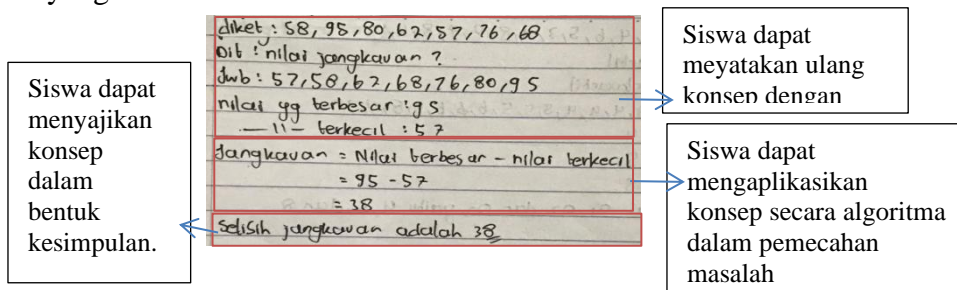 diket : 58, 95, 80, 62, 57, 76, 68
Dit : nilai jangkauan ?
Jwb : 57, 58, 62, 68, 76, 80, 95
nilai yg terbesar : 95
— 11 — terkecil : 57
Jangkauan = Nilai terbesar - nilai terkecil
= 95 - 57
= 38
Selisih jangkauan adalah 38
Siswa dapat
menyajikan
konsep
dalam
bentuk
kesimpulan.
Siswa dapat
meyatakan ulang
konsep dengan
Siswa dapat
mengaplikasikan
konsep secara algoritma
dalam pemecahan
masalah